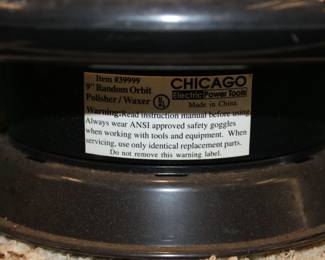 Item #39999
9" Random Orbit
Polisher / Waxer
UL
CHICAGO
Electric Power Tools
Made in China.
Warning: Read instruction manual before using
Always wear ANSI approved safety goggles
when working with tools and equipment. When
servicing, use only identical replacement parts.
Do not remove this warning label.